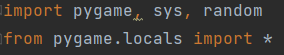 import pygame, sys, random
from pygame.locals import *